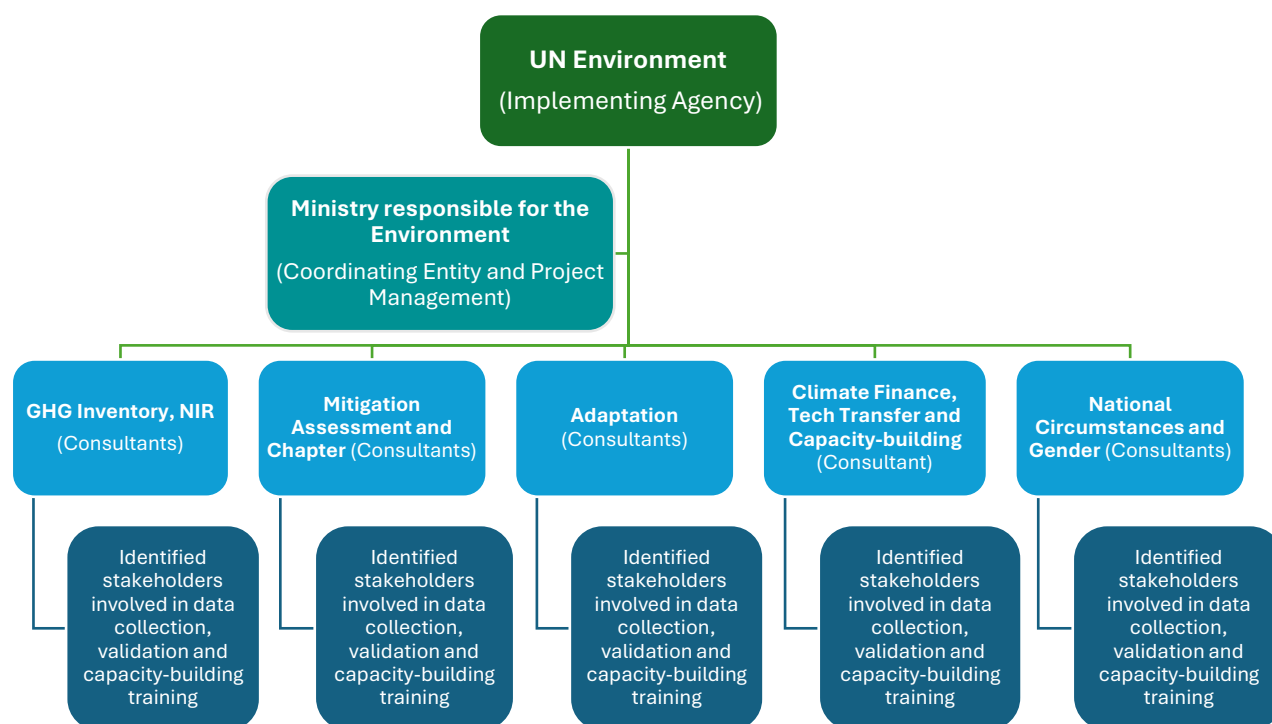 UN Environment
(Implementing Agency)
Ministry responsible for the
Environment
(Coordinating Entity and Project
Management)
GHG Inventory, NIR
(Consultants)
Mitigation
Assessment and
Chapter (Consultants)
Adaptation
(Consultants)
Climate Finance,
Tech Transfer and
Capacity-building
(Consultant)
National
Circumstances and
Gender (Consultants)
Identified
stakeholders
involved in data
collection,
validation and
capacity-building
training
Identified
stakeholders
involved in data
collection,
validation and
capacity-building
training
Identified
stakeholders
involved in data
collection,
validation and
capacity-building
training
Identified
stakeholders
involved in data
collection,
validation and
capacity-building
training
Identified
stakeholders
involved in data
collection,
validation and
capacity-building
training